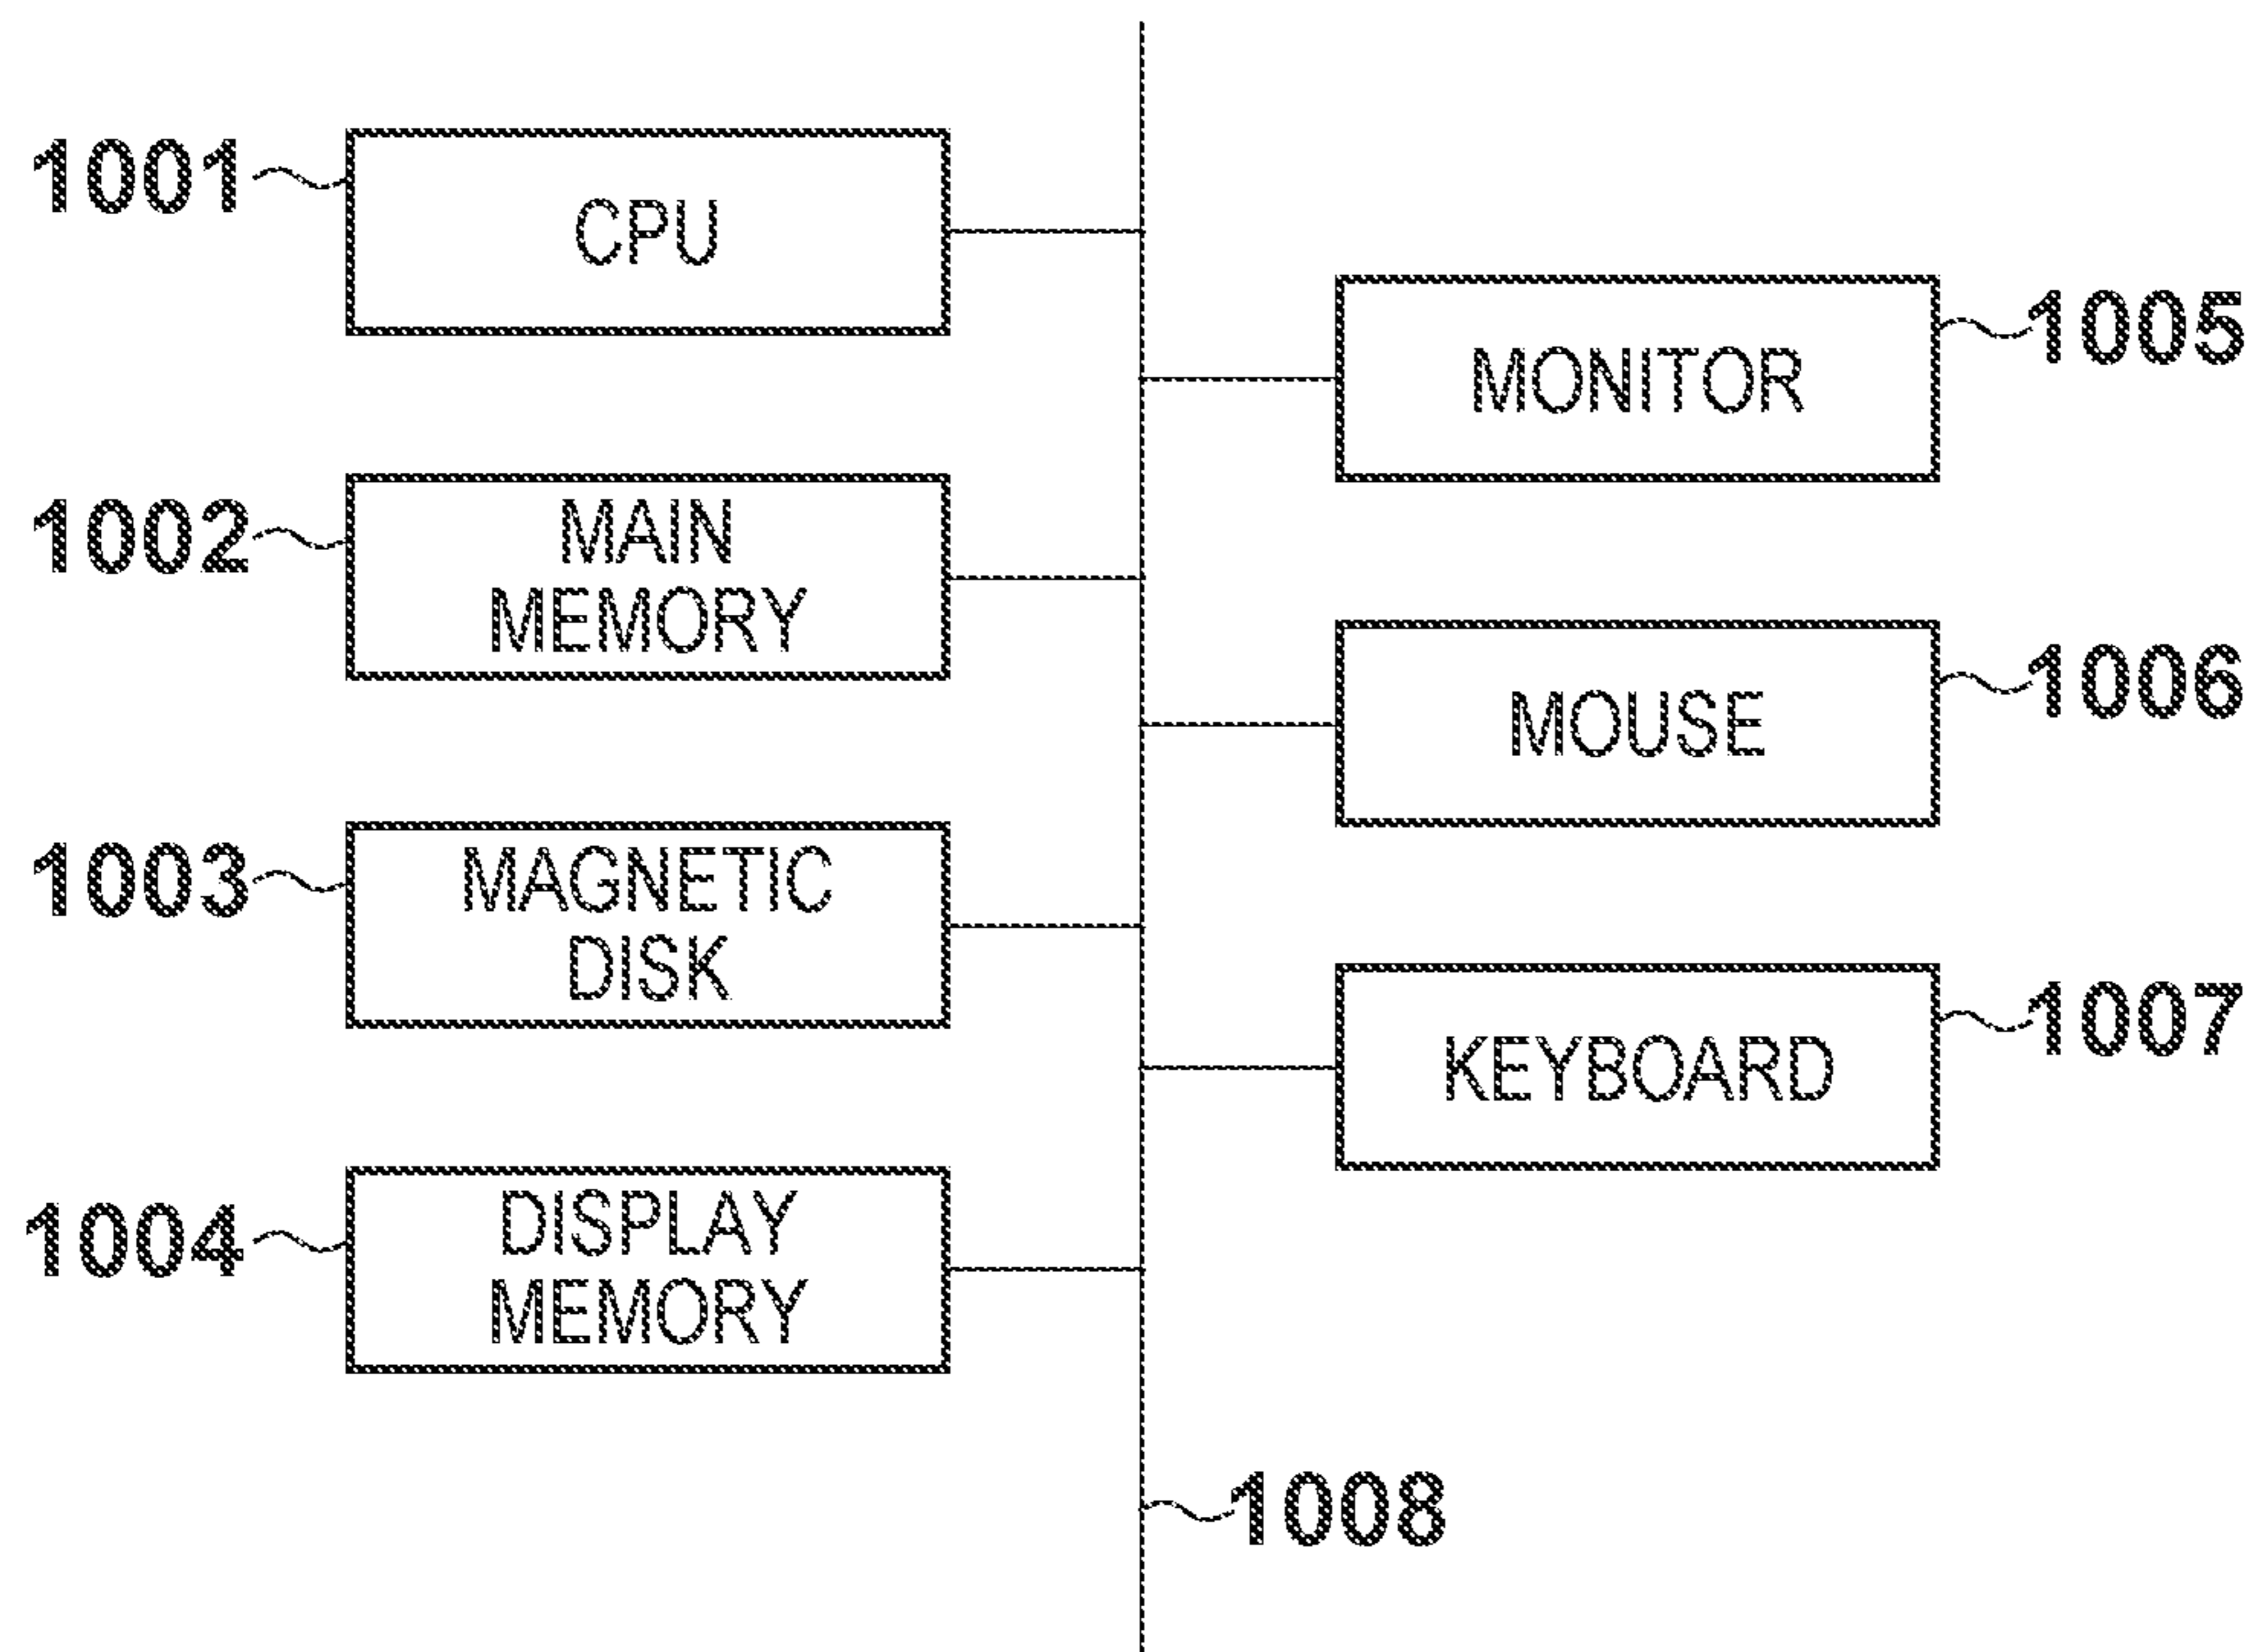 1001
CPU
1005
MONITOR
1002
MAIN
MEMORY
1006
MOUSE
1003
MAGNETIC
DISK
1007
KEYBOARD
1004
DISPLAY
MEMORY
1008